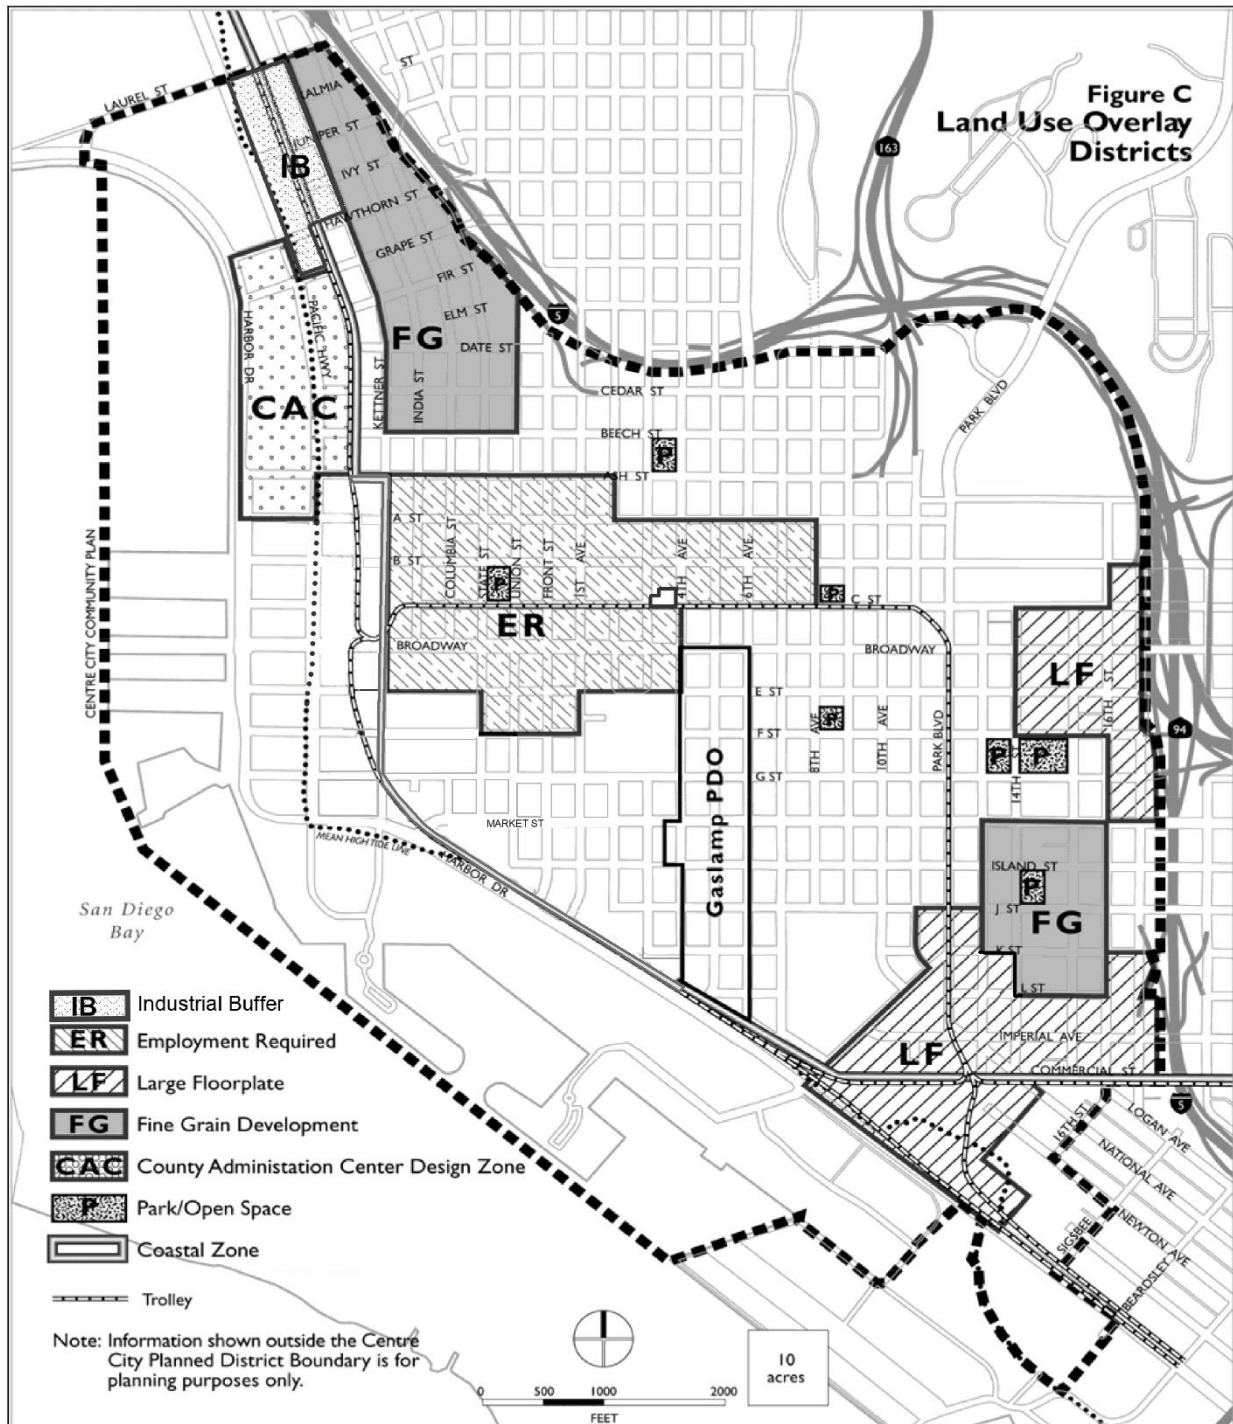 Figure C
Land Use Overlay
Districts
LAUREL ST
ST
KALMIA
JUNIPER ST
IB
IVY ST
HAWTHORN ST
GRAPE ST
FIR ST
ELM ST
DATE ST
FG
163
5
HARBOR DR
PACIFIC HWY
CAC
KETTNER ST
INDIA ST
CEDAR ST
BEECH ST
P
ASH ST
PARK BLVD
A ST
B ST
COLUMBIA ST
STATE ST
UNION ST
FRONT ST
1ST AVE
4TH AVE
6TH AVE
P
P
C ST
ER
BROADWAY
BROADWAY
LF
16TH ST
94
CENTRE CITY COMMUNITY PLAN
E ST
F ST
G ST
P
8TH AVE
10TH AVE
PARK BLVD
P
P
14TH ST
Gaslamp PDO
MARKET ST
MEAN HIGH TIDE LINE
HARBOR DR
ISLAND ST
P
J ST
FG
K ST
L ST
San Diego
Bay
IMPERIAL AVE
LF
COMMERCIAL ST
5
16TH ST
LOGAN AVE
NATIONAL AVE
NEWTON AVE
SIGSBEE
BEARDSLEY
IB Industrial Buffer
ER Employment Required
LF Large Floorplate
FG Fine Grain Development
CAC County Administation Center Design Zone
P Park/Open Space
Coastal Zone
Trolley
Note: Information shown outside the Centre
City Planned District Boundary is for
planning purposes only.
0 500 1000 2000
FEET
10
acres